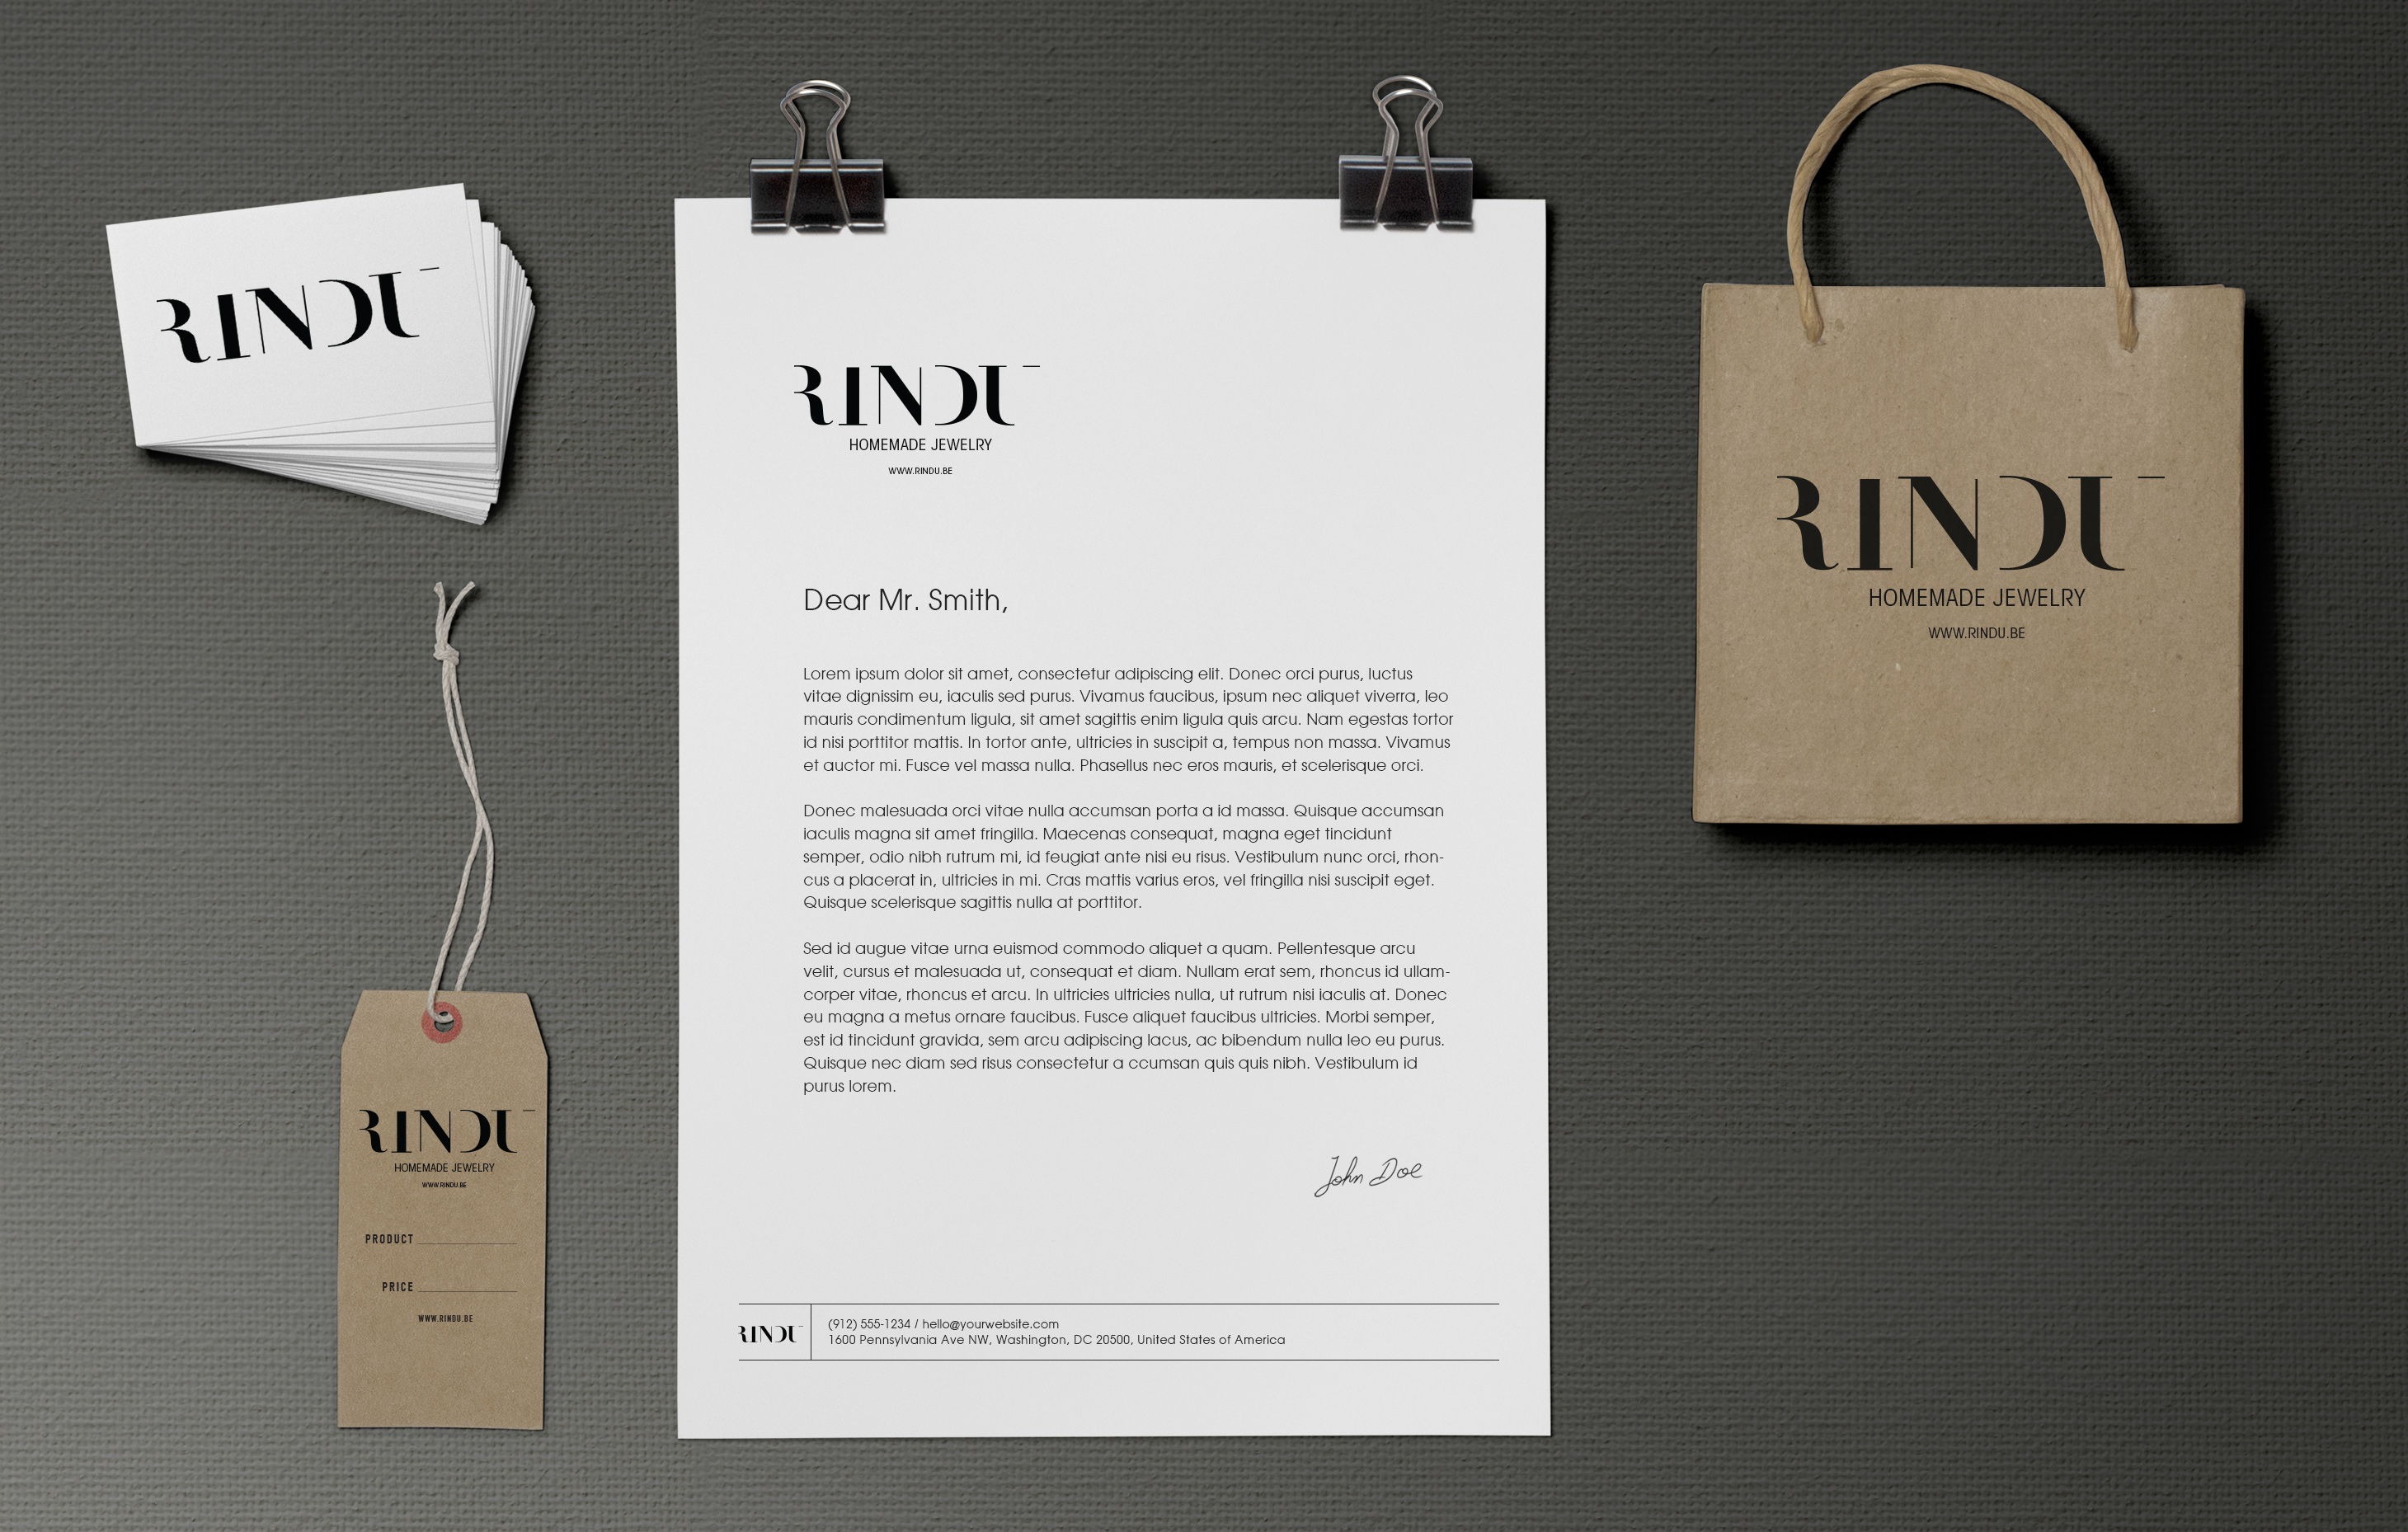 RINDU
RINDU
HOMEMADE JEWELRY
WWW.RINDU.BE
PRODUCT
PRICE
WWW.RINDU.BE
RINDU
HOMEMADE JEWELRY
WWW.RINDU.BE
Dear Mr. Smith,
Lorem ipsum dolor sit amet, consectetur adipiscing elit. Donec orci purus, luctus
vitae dignissim eu, iaculis sed purus. Vivamus faucibus, ipsum nec aliquet viverra, leo
mauris condimentum ligula, sit amet sagittis enim ligula quis arcu. Nam egestas tortor
id nisi porttitor mattis. In tortor ante, ultricies in suscipit a, tempus non massa. Vivamus
et auctor mi. Fusce vel massa nulla. Phasellus nec eros mauris, et scelerisque orci.
Donec malesuada orci vitae nulla accumsan porta a id massa. Quisque accumsan
iaculis magna sit amet fringilla. Maecenas consequat, magna eget tincidunt
semper, odio nibh rutrum mi, id feugiat ante nisi eu risus. Vestibulum nunc orci, rhon-
cus a placerat in, ultricies in mi. Cras mattis varius eros, vel fringilla nisi suscipit eget.
Quisque scelerisque sagittis nulla at porttitor.
Sed id augue vitae urna euismod commodo aliquet a quam. Pellentesque arcu
velit, cursus et malesuada ut, consequat et diam. Nullam erat sem, rhoncus id ullam-
corper vitae, rhoncus et arcu. In ultricies ultricies nulla, ut rutrum nisi iaculis at. Donec
eu magna a metus ornare faucibus. Fusce aliquet faucibus ultricies. Morbi semper,
est id tincidunt gravida, sem arcu adipiscing lacus, ac bibendum nulla leo eu purus.
Quisque nec diam sed risus consectetur a ccumsan quis quis nibh. Vestibulum id
purus lorem.
John Doe
RINDU
(912) 555-1234 / hello@yourwebsite.com
1600 Pennsylvania Ave NW, Washington, DC 20500, United States of America
RINDU
HOMEMADE JEWELRY
WWW.RINDU.BE